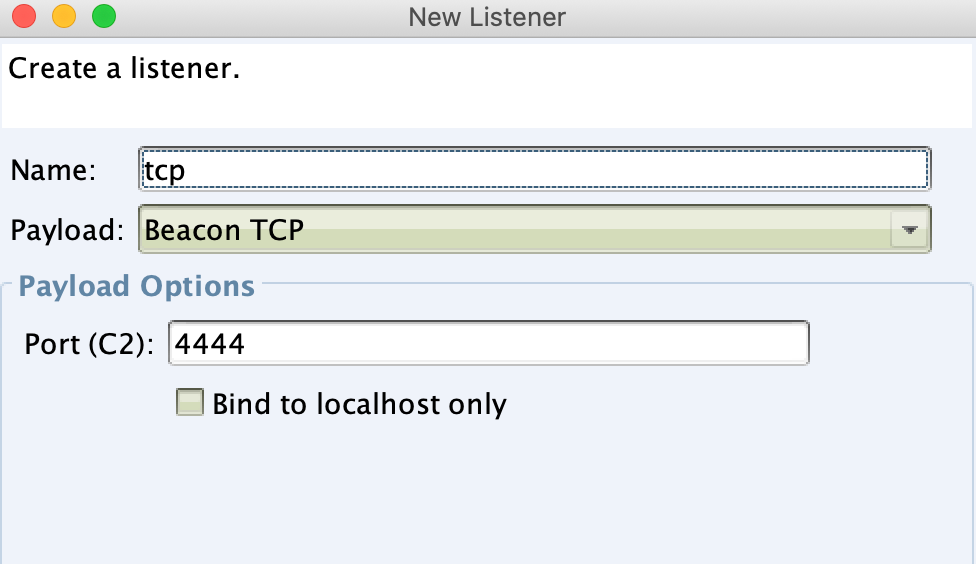 New Listener
Create a listener.
Name: tcp
Payload: Beacon TCP
Payload Options
Port (C2): 4444
Bind to localhost only